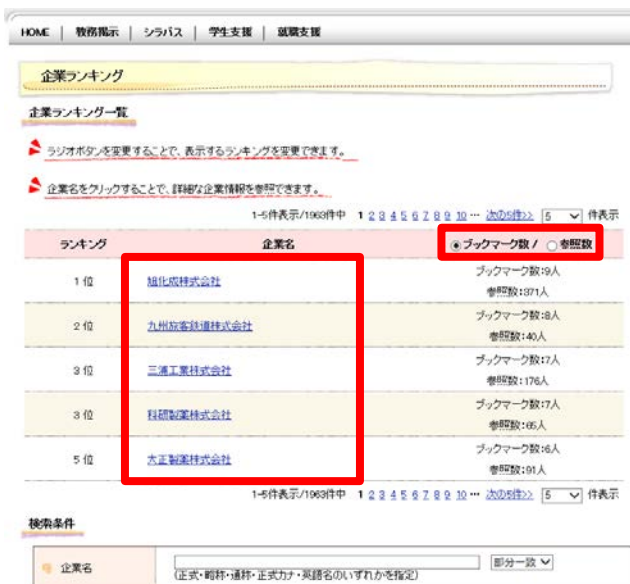 HOME | 教務掲示 | シラバス | 学生支援 | 就職支援
企業ランキング
企業ランキング一覧
ラジオボタンを変更することで、表示するランキングを変更できます。
企業名をクリックすることで、詳細な企業情報を参照できます。
1-5件表示/1963件中 1 2 3 4 5 6 7 8 9 10 … 次の5件>> 5 件表示
ランキング 企業名 ブックマーク数 / 参照数
1 位 旭化成株式会社 ブックマーク数:9人
参照数:371人
2 位 九州旅客鉄道株式会社 ブックマーク数:8人
参照数:40人
3 位 三浦工業株式会社 ブックマーク数:7人
参照数:176人
3 位 科研製薬株式会社 ブックマーク数:7人
参照数:65人
5 位 大正製薬株式会社 ブックマーク数:6人
参照数:91人
1-5件表示/1963件中 1 2 3 4 5 6 7 8 9 10 … 次の5件>> 5 件表示
検索条件
企業名 部分一致
(正式・略称・通称・正式カナ・英語名のいずれかを指定)